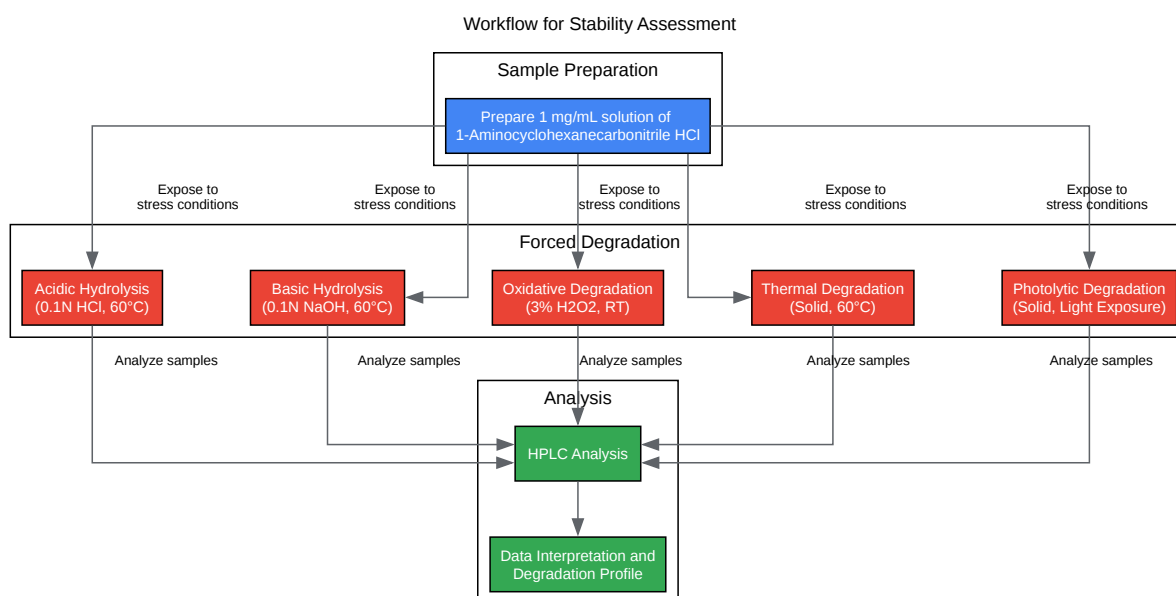 Workflow for Stability Assessment
Sample Preparation
Prepare 1 mg/mL solution of
1-Aminocyclohexanecarbonitrile HCl
Expose to
stress conditions
Expose to
stress conditions
Expose to
stress conditions
Expose to
stress conditions
Expose to
stress conditions
Forced Degradation
Acidic Hydrolysis
(0.1N HCl, 60°C)
Basic Hydrolysis
(0.1N NaOH, 60°C)
Oxidative Degradation
(3% H2O2, RT)
Thermal Degradation
(Solid, 60°C)
Photolytic Degradation
(Solid, Light Exposure)
Analyze samples
Analyze samples
Analyze samples
Analyze samples
Analyze samples
Analysis
HPLC Analysis
Data Interpretation and
Degradation Profile